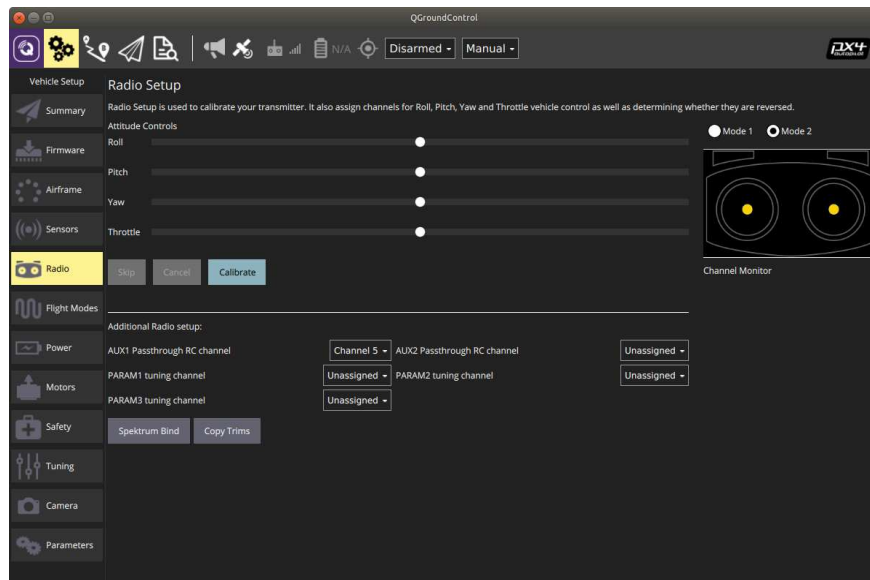 QGroundControl
N/A Disarmed Manual PX4 autopilot
Vehicle Setup
Summary
Firmware
Airframe
Sensors
Radio
Flight Modes
Power
Motors
Safety
Tuning
Camera
Parameters
Radio Setup
Radio Setup is used to calibrate your transmitter. It also assign channels for Roll, Pitch, Yaw and Throttle vehicle control as well as determining whether they are reversed.
Attitude Controls
Roll
Pitch
Yaw
Throttle
Skip Cancel Calibrate
Mode 1 Mode 2
Channel Monitor
Additional Radio setup:
AUX1 Passthrough RC channel Channel 5 AUX2 Passthrough RC channel Unassigned
PARAM1 tuning channel Unassigned PARAM2 tuning channel Unassigned
PARAM3 tuning channel Unassigned
Spektrum Bind Copy Trims